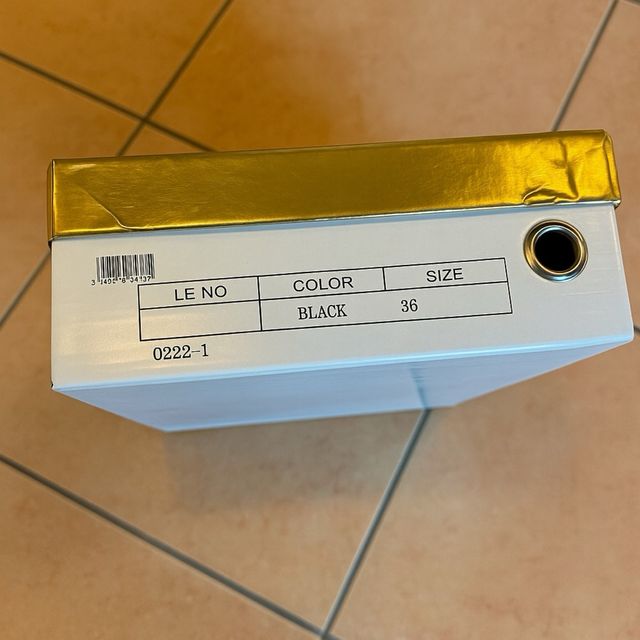 LE NO COLOR SIZE
BLACK 36
0222-1